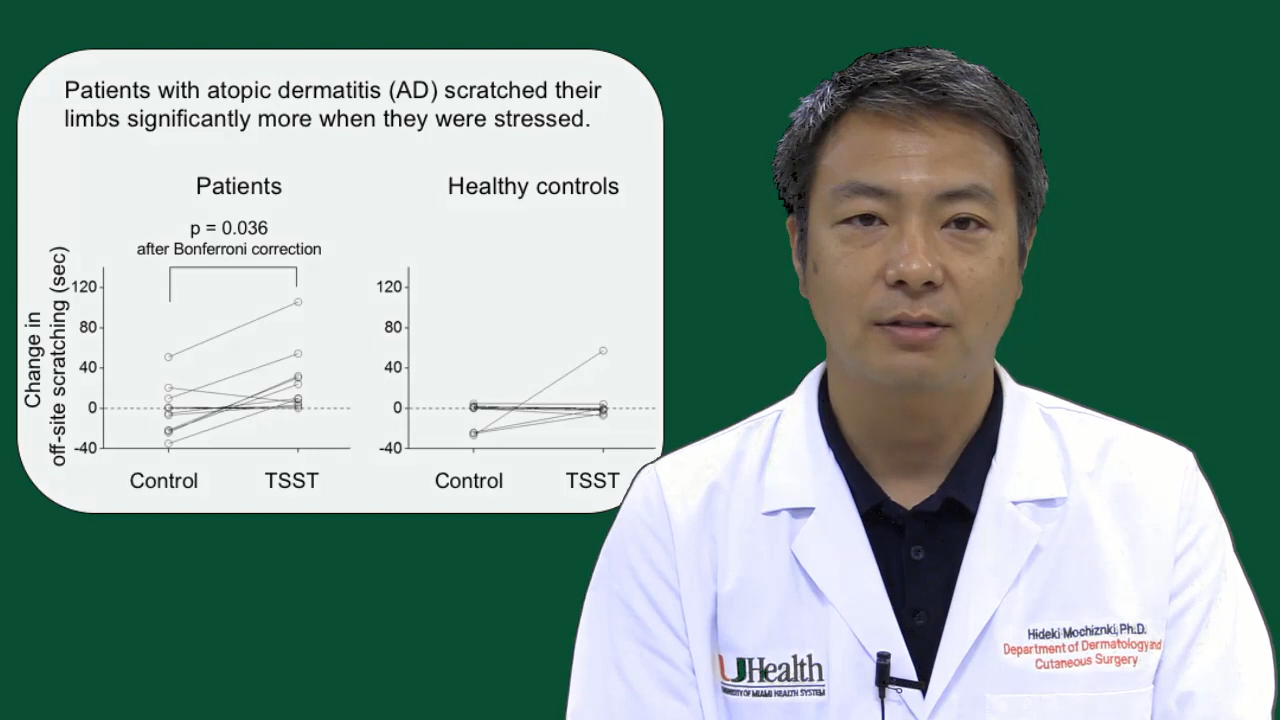 Patients with atopic dermatitis (AD) scratched their
limbs significantly more when they were stressed.
Patients
Healthy controls
p = 0.036
after Bonferroni correction
Change in
off-site scratching (sec)
120
80
40
0
-40
120
80
40
0
-40
Control
TSST
Control
TSST
UHealth
UNIVERSITY OF MIAMI HEALTH SYSTEM
Hideki Mochiznki, Ph.D.
Department of Dermatology and
Cutaneous Surgery